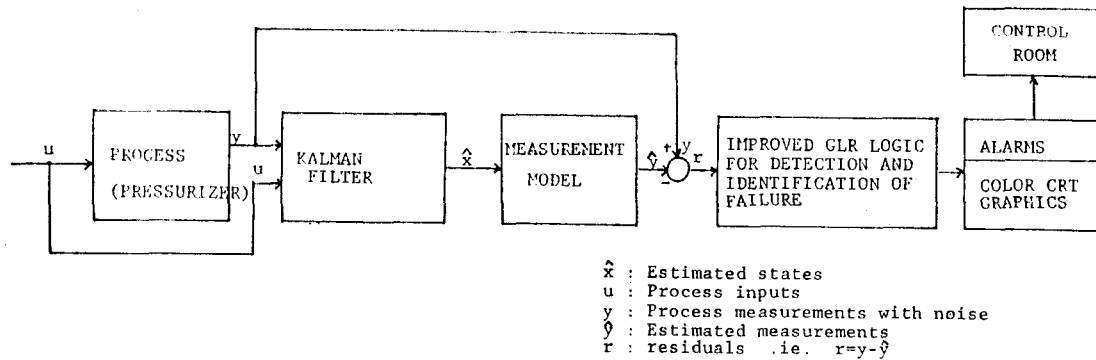 CONTROL
ROOM
u
PROCESS
(PRESSURIZER)
y
u
KALMAN
FILTER
x̂
MEASUREMENT
MODEL
ŷ
+
y
-
r
IMPROVED GLR LOGIC
FOR DETECTION AND
IDENTIFICATION OF
FAILURE
ALARMS
COLOR CRT
GRAPHICS
x̂ : Estimated states
u : Process inputs
y : Process measurements with noise
ŷ : Estimated measurements
r : residuals .ie. r=y-ŷ